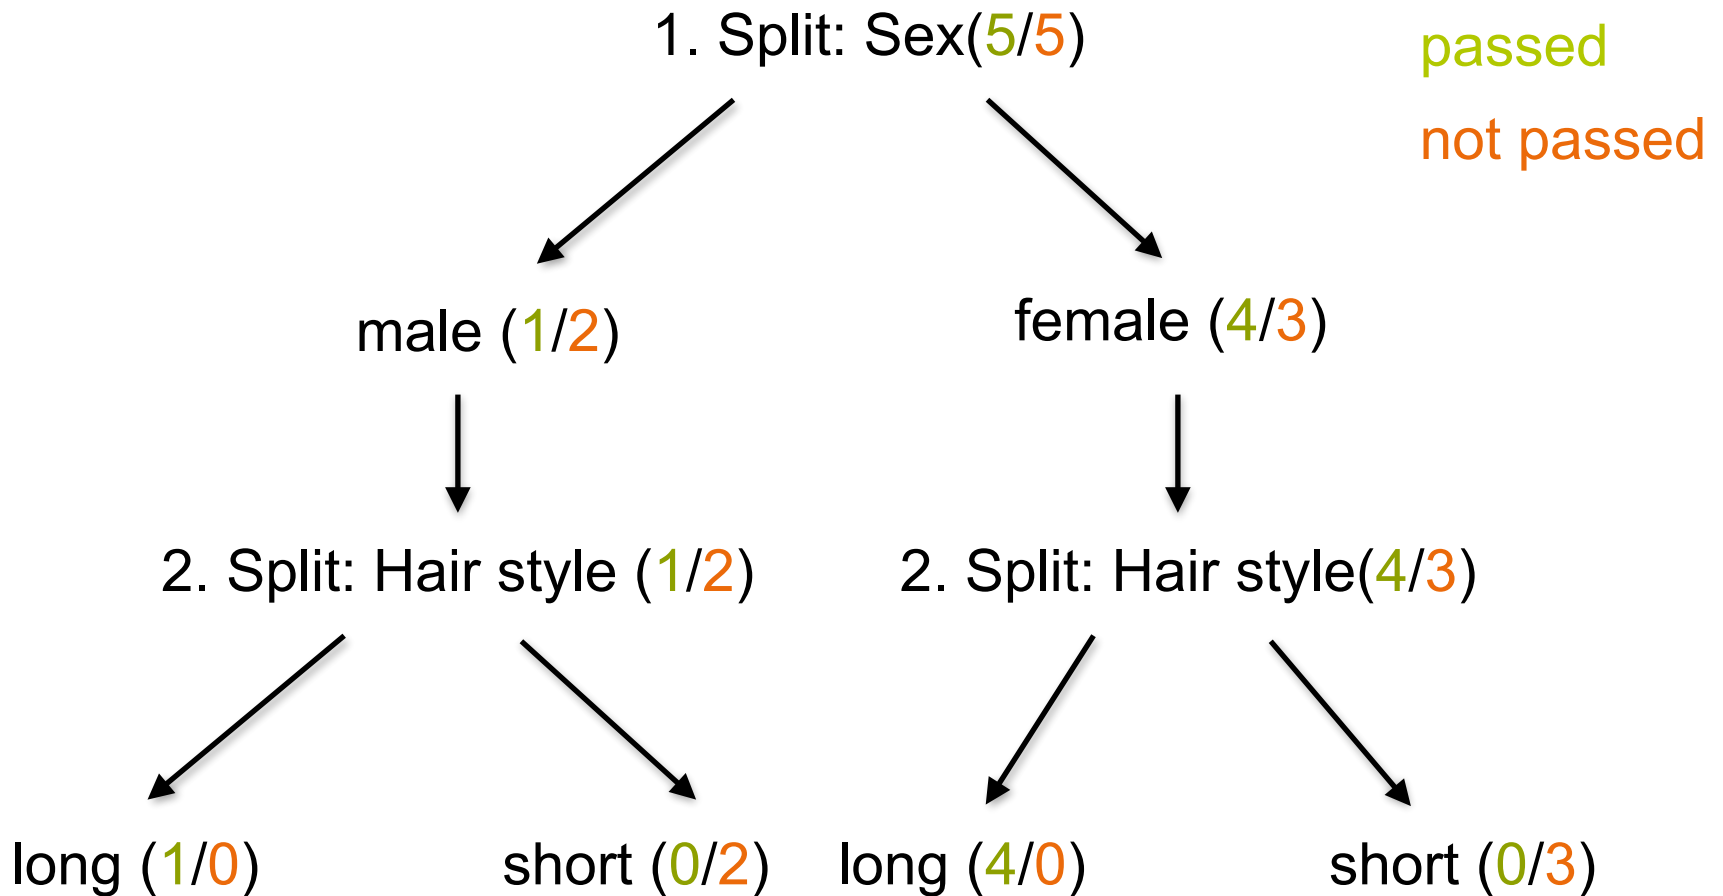 1. Split: Sex(5/5)
passed
not passed
male (1/2)
female (4/3)
2. Split: Hair style (1/2)
2. Split: Hair style(4/3)
long (1/0)
short (0/2)
long (4/0)
short (0/3)